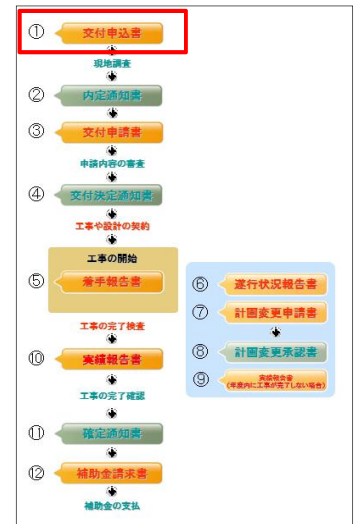 ① 交付申込書
現地調査
② 内定通知書
③ 交付申請書
申請内容の審査
④ 交付決定通知書
工事や設計の契約
工事の開始
⑤ 着手報告書
⑥ 遂行状況報告書
⑦ 計画変更申請書
⑧ 計画変更承認書
⑨ 実績報告書
(年度内に工事が完了しない場合)
工事の完了検査
⑩ 実績報告書
工事の完了確認
⑪ 確定通知書
⑫ 補助金請求書
補助金の支払